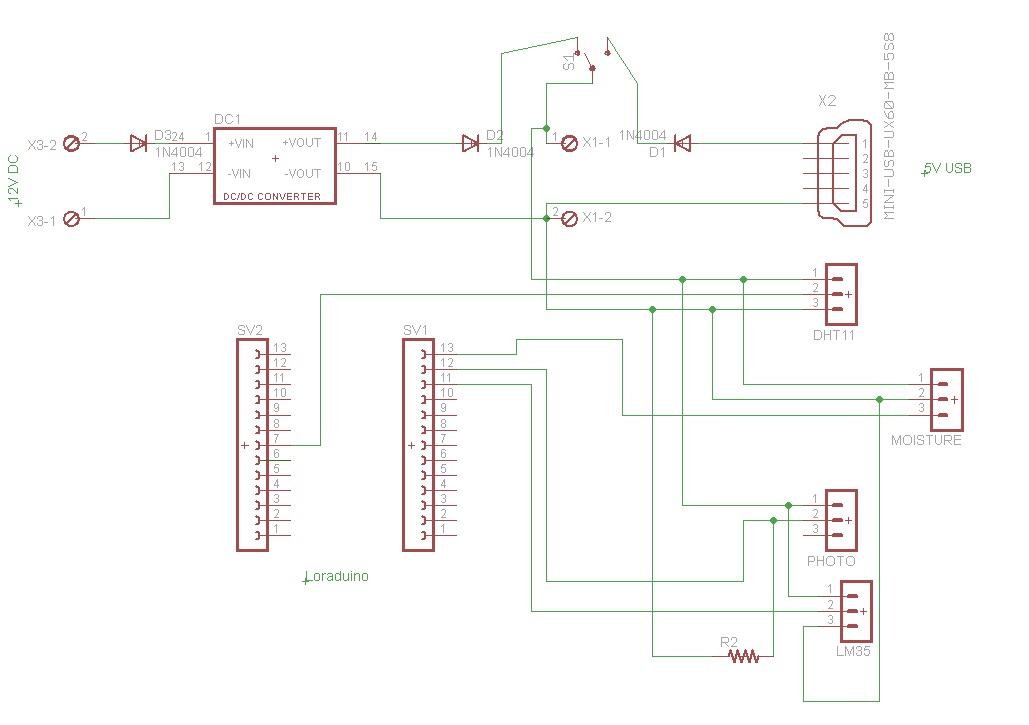 S1
X2
MINI-USB-UX60-MB-5S8
12V DC
X3-2
2
D3
1N4004
24
DC1
1
+VIN
+VOUT
11
14
13
12
-VIN
-VOUT
10
15
DC/DC CONVERTER
D2
1N4004
1
X1-1
1N4004
D1
1
2
3
4
5
5V USB
X3-1
1
2
X1-2
1
2
3
DHT11
SV2
13
12
11
10
9
8
7
6
5
4
3
2
1
SV1
13
12
11
10
9
8
7
6
5
4
3
2
1
1
2
3
MOISTURE
1
2
3
PHOTO
Loraduino
1
2
3
LM35
R2